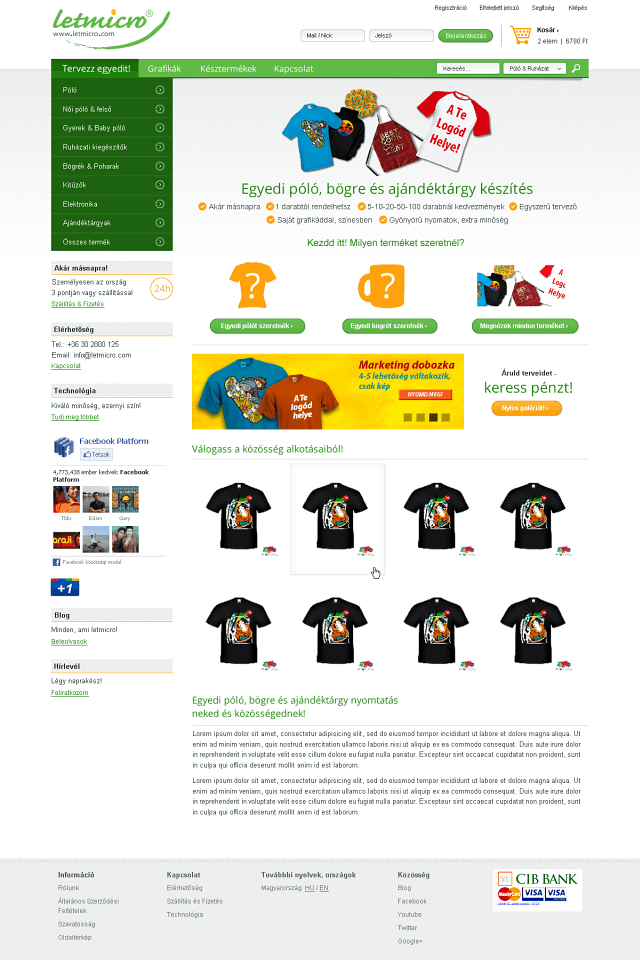 Regisztráció Elfelejtett jelszó Segítség Kilépés
letmicro®
www.letmicro.com
Mail / Nick: Jelszó Bejelentkezés
Kosár ›
2 elem | 6780 Ft
Tervezz egyedit! Grafikák Késztermékek Kapcsolat Keresés... Póló & Ruházat
Póló
Női póló & felső
Gyerek & Baby póló
Ruházati kiegészítők
Bögrék & Poharak
Kitűzők
Elektronika
Ajándéktárgyak
Összes termék
A Te
Logód
Helye!
Egyedi póló, bögre és ajándéktárgy készítés
Akár másnapra 1 darabtól rendelhetsz 5-10-20-50-100 darabnál kedvezmények Egyszerű tervező
Saját grafikáddal, színesben Gyönyörű nyomatok, extra minőség
Kezdd itt! Milyen terméket szeretnél?
? ?
Egyedi pólót szeretnék › Egyedi bögrét szeretnék › Megnézek minden terméket ›
Akár másnapra!
Személyesen az ország
3 pontján vagy szállítással
24h
Szállítás & Fizetés
Elérhetőség
Tel.: +36 30 2800 125
Email: info@letmicro.com
Kapcsolat
Technológia
Kiváló minőség, ezernyi szín!
Tudj meg többet
Facebook Platform
Tetszik
4,773,438 ember kedveli: Facebook
Platform
Tibbs Eslam Gary
Facebook közösségi modul
+1
Blog
Minden, ami letmicro!
Beleolvasok
Hírlevél
Légy naprakész!
Feliratkozom
A Te
logód
helye!
Marketing dobozka
4-5 lehetőség váltakozik,
csak kép
NYOMD MEG!
Áruld terveidet -
keress pénzt!
Nyiss galériát! ›
Válogass a közösség alkotásaiból!
Egyedi póló, bögre és ajándéktárgy nyomtatás
neked és közösségednek!
Lorem ipsum dolor sit amet, consectetur adipisicing elit, sed do eiusmod tempor incididunt ut labore et dolore magna aliqua. Ut
enim ad minim veniam, quis nostrud exercitation ullamco laboris nisi ut aliquip ex ea commodo consequat. Duis aute irure dolor
in reprehenderit in voluptate velit esse cillum dolore eu fugiat nulla pariatur. Excepteur sint occaecat cupidatat non proident, sunt
in culpa qui officia deserunt mollit anim id est laborum.
Lorem ipsum dolor sit amet, consectetur adipisicing elit, sed do eiusmod tempor incididunt ut labore et dolore magna aliqua. Ut
enim ad minim veniam, quis nostrud exercitation ullamco laboris nisi ut aliquip ex ea commodo consequat. Duis aute irure dolor
in reprehenderit in voluptate velit esse cillum dolore eu fugiat nulla pariatur. Excepteur sint occaecat cupidatat non proident, sunt
in culpa qui officia deserunt mollit anim id est laborum.
Információ
Rólunk
Általános Szerződési
Feltételek
Szavatosság
Oldaltérkép
Kapcsolat
Elérhetőség
Szállítás és Fizetés
Technológia
Továbbbi nyelvek, országok
Magyarország HU / EN
Közösség
Blog
Facebook
Youtube
Twitter
Google+
CIB BANK
MasterCard VISA VISA